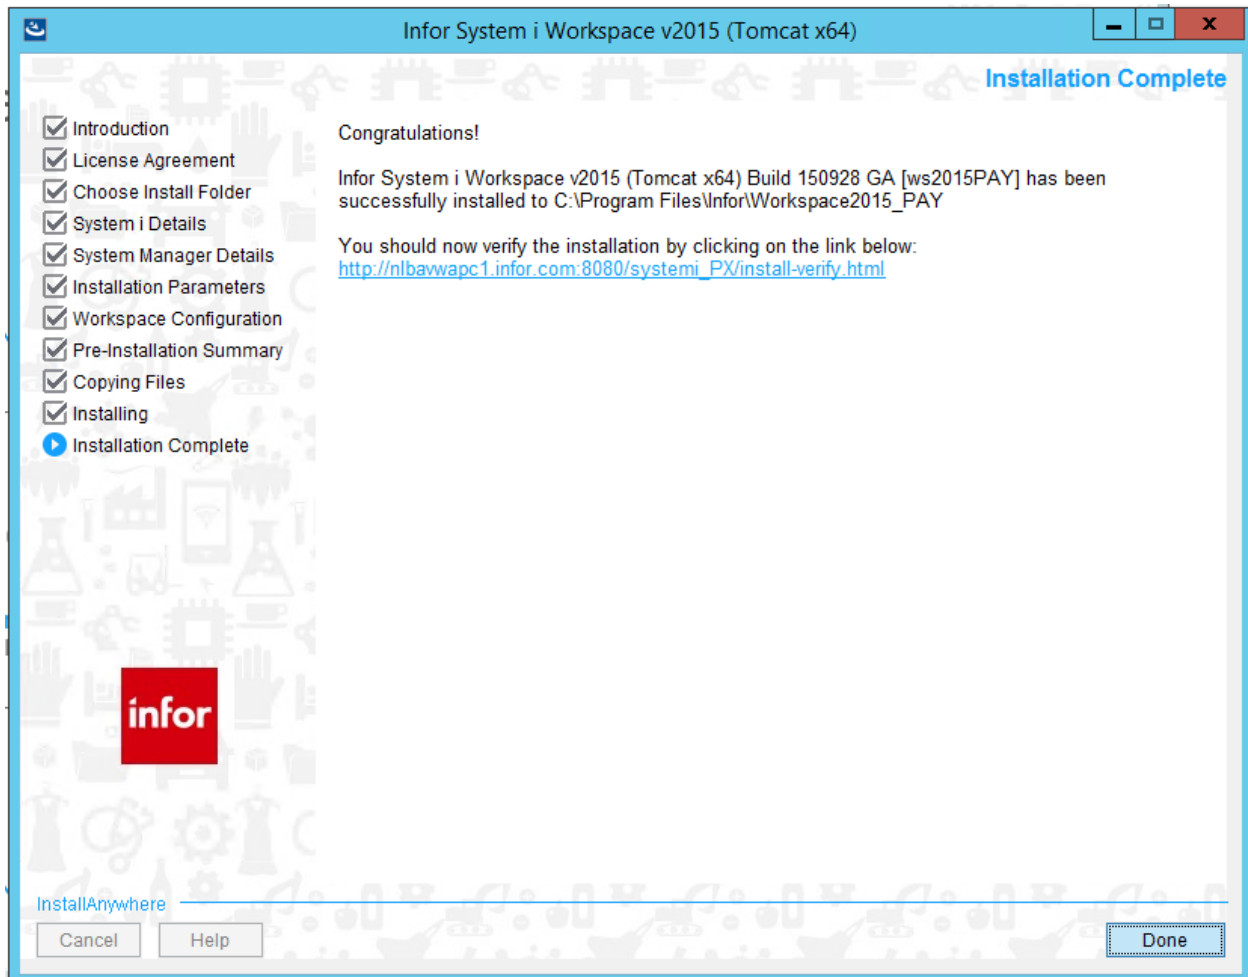 Infor System i Workspace v2015 (Tomcat x64)
Installation Complete
Introduction
License Agreement
Choose Install Folder
System i Details
System Manager Details
Installation Parameters
Workspace Configuration
Pre-Installation Summary
Copying Files
Installing
Installation Complete
Congratulations!
Infor System i Workspace v2015 (Tomcat x64) Build 150928 GA [ws2015PAY] has been
successfully installed to C:\Program Files\Infor\Workspace2015_PAY
You should now verify the installation by clicking on the link below:
http://nlbavwapc1.infor.com:8080/systemi_PX/install-verify.html
infor
InstallAnywhere
Cancel
Help
Done